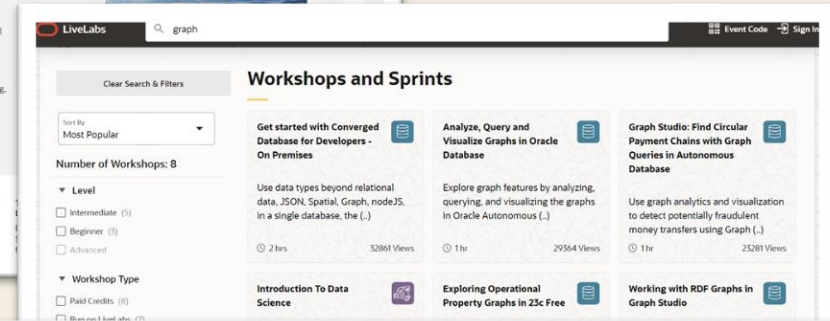 LiveLabs
graph
Event Code
Sign In
Clear Search & Filters
Sort By
Most Popular
Number of Workshops: 8
Level
Intermediate (5)
Beginner (3)
Advanced
Workshop Type
Paid Credits (8)
Workshops and Sprints
Get started with Converged
Database for Developers -
On Premises
Use data types beyond relational
data, JSON, Spatial, Graph, nodeJS,
in a single database, the (..)
2 hrs
32861 Views
Analyze, Query and
Visualize Graphs in Oracle
Database
Explore graph features by analyzing,
querying, and visualizing the graphs
in Oracle Autonomous (..)
1 hr
29364 Views
Graph Studio: Find Circular
Payment Chains with Graph
Queries in Autonomous
Database
Use graph analytics and visualization
to detect potentially fraudulent
money transfers using Graph (..)
1 hr
23281 Views
Introduction To Data
Science
Exploring Operational
Property Graphs in 23c Free
Working with RDF Graphs in
Graph Studio